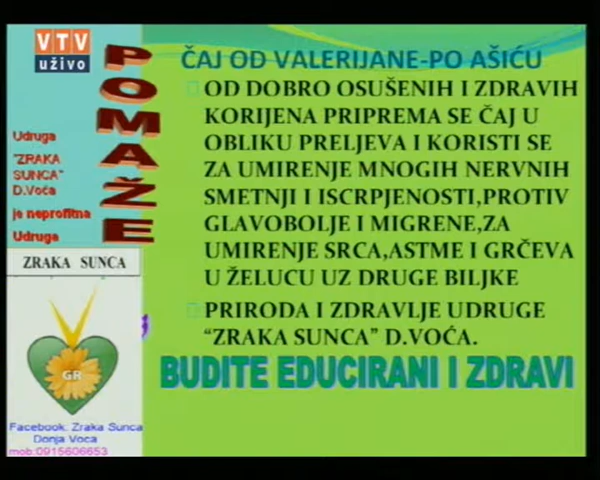 VTV
uživo
POMAŽE
Udruga
"ZRAKA
SUNCA"
D.Voća
je neprofitna
Udruga
ZRAKA SUNCA
GR
Facebook: Zraka Sunca
Donja Voca
mob:0915606653
ČAJ OD VALERIJANE-PO AŠIĆU
OD DOBRO OSUŠENIH I ZDRAVIH
KORIJENA PRIPREMA SE ČAJ U
OBLIKU PRELJEVA I KORISTI SE
ZA UMIRENJE MNOGIH NERVNIH
SMETNJI I ISCRPJENOSTI,PROTIV
GLAVOBOLJE I MIGRENE,ZA
UMIRENJE SRCA,ASTME I GRČEVA
U ŽELUCU UZ DRUGE BILJKE
PRIRODA I ZDRAVLJE UDRUGE
“ZRAKA SUNCA” D.VOĆA.
BUDITE EDUCIRANI I ZDRAVI